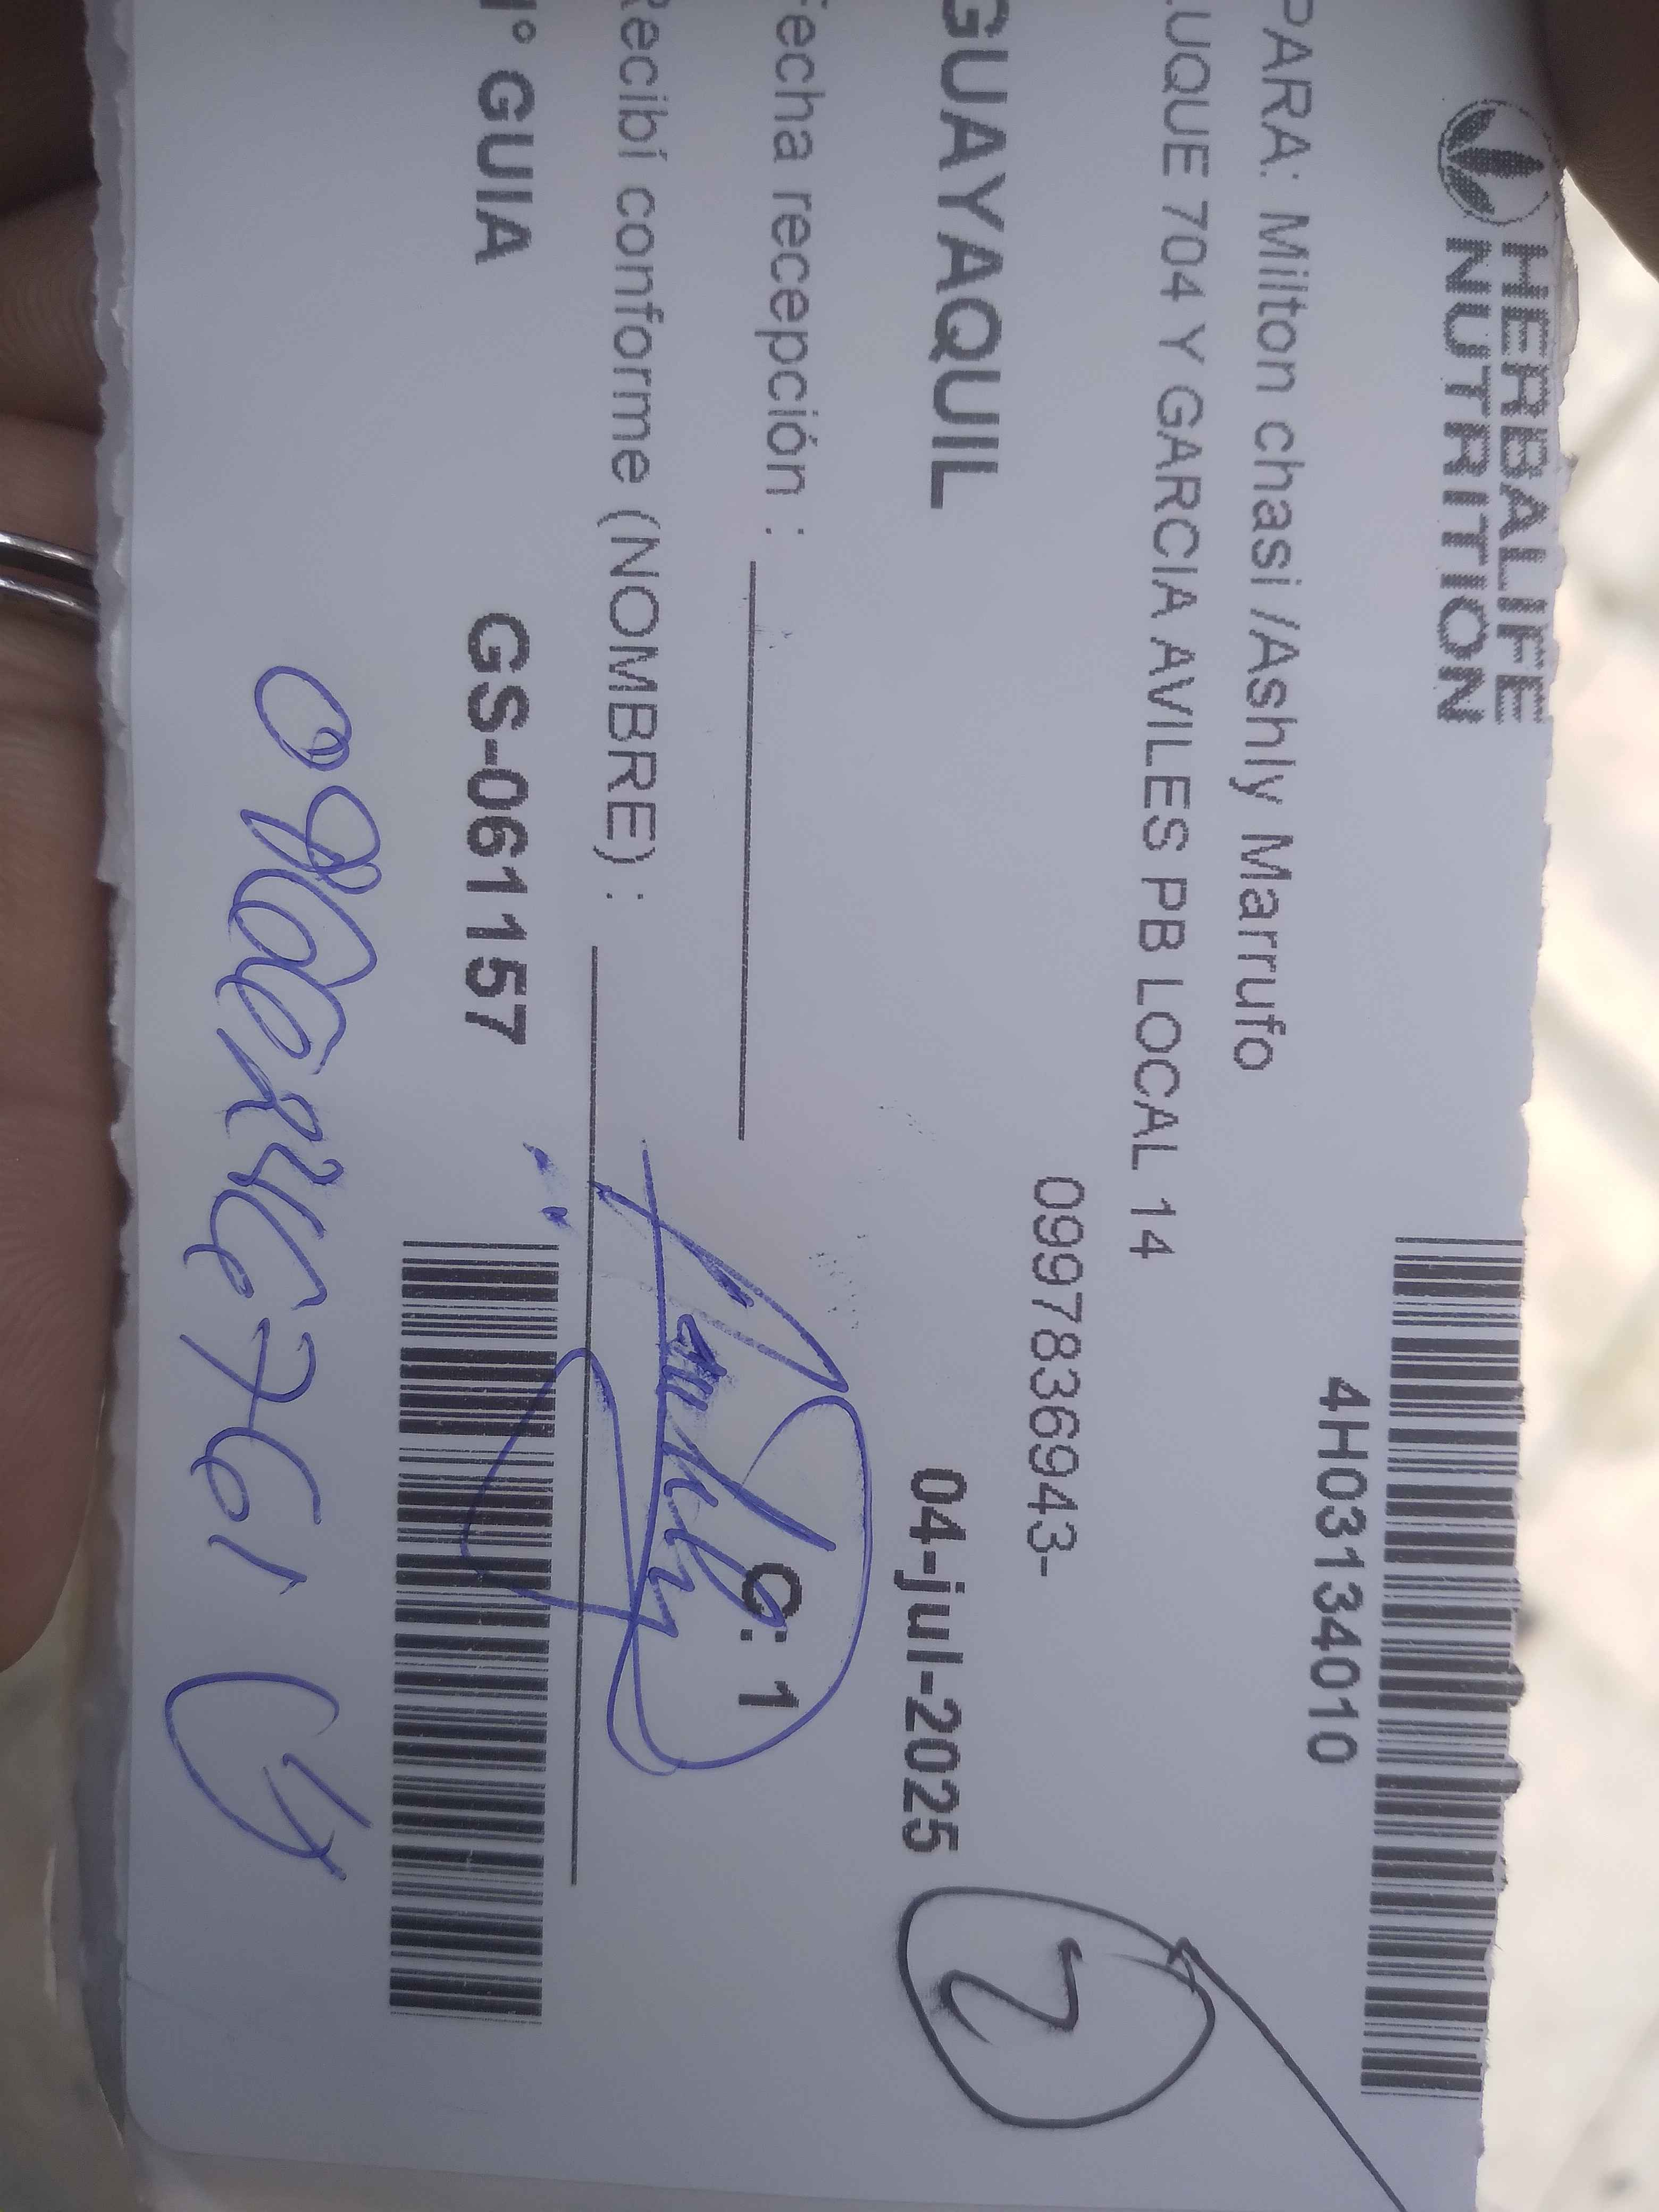 HERBALIFE
NUTRITION
4H03134010
PARA: Milton chasi /Ashly Marrufo
LUQUE 704 Y GARCIA AVILES PB LOCAL 14
0997836943-
GUAYAQUIL 04-jul-2025
2
Fecha recepción :
C: 1
Recibí conforme (NOMBRE) :
N° GUIA GS-061157